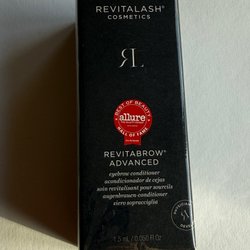 REVITALASH®
COSMETICS
RL
BEST OF BEAUTY
allure
HALL OF FAME
REVITABROW®
ADVANCED
eyebrow conditioner
acondicionador de cejas
soin revitalisant pour sourcils
augenbrauen-conditioner
siero sopracciglia
1.5 mL / 0.050 fl Oz